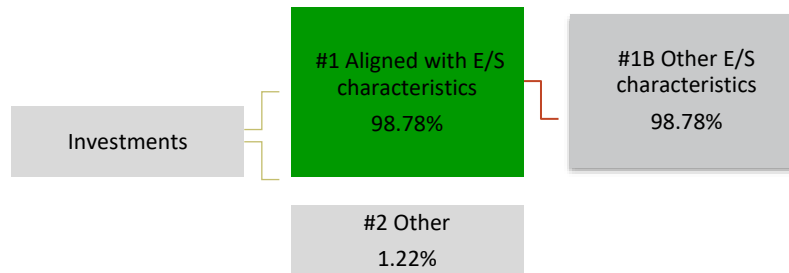 Investments
#1 Aligned with E/S
characteristics
98.78%
#1B Other E/S
characteristics
98.78%
#2 Other
1.22%